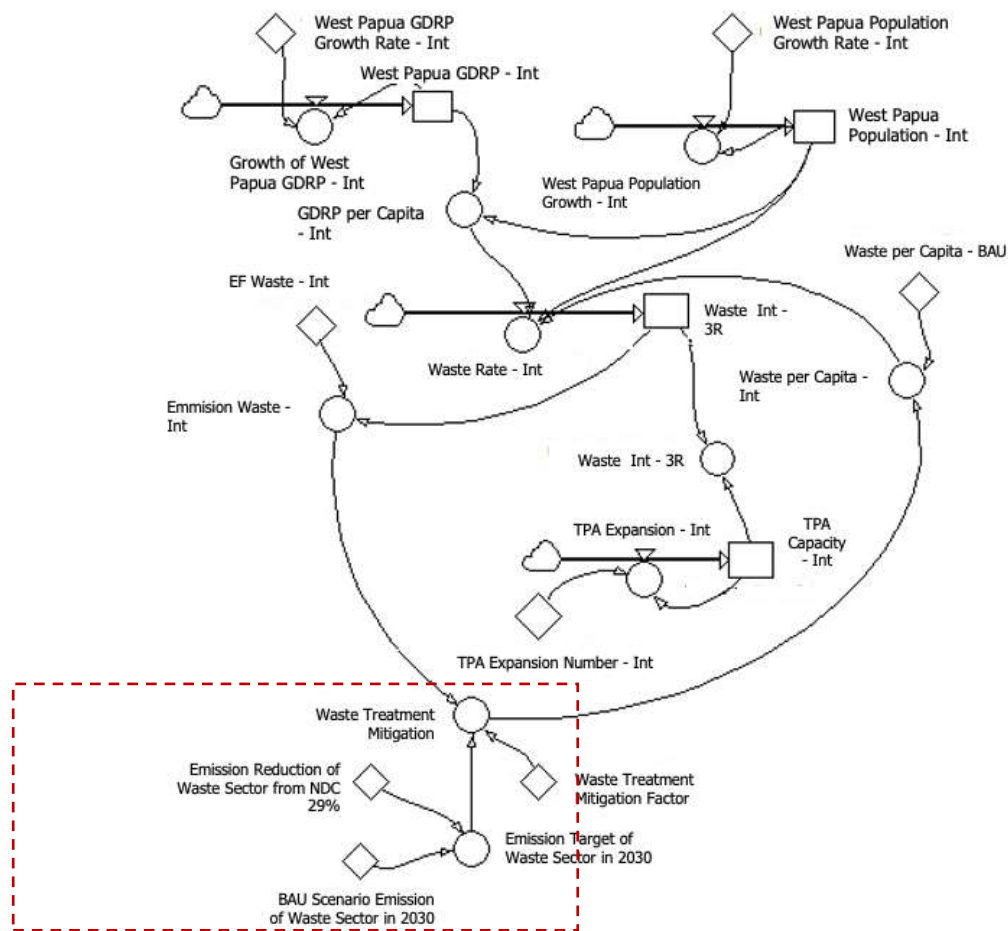 West Papua GDRP
Growth Rate - Int
West Papua Population
Growth Rate - Int
West Papua GDRP - Int
West Papua
Population - Int
Growth of West
Papua GDRP - Int
West Papua Population
Growth - Int
GDRP per Capita
- Int
Waste per Capita - BAU
EF Waste - Int
Waste Int -
3R
Waste Rate - Int
Waste per Capita -
Int
Emmision Waste -
Int
Waste Int - 3R
TPA Expansion - Int
TPA
Capacity
- Int
TPA Expansion Number - Int
Waste Treatment
Mitigation
Emission Reduction of
Waste Sector from NDC
29%
Waste Treatment
Mitigation Factor
Emission Target of
Waste Sector in 2030
BAU Scenario Emission
of Waste Sector in 2030